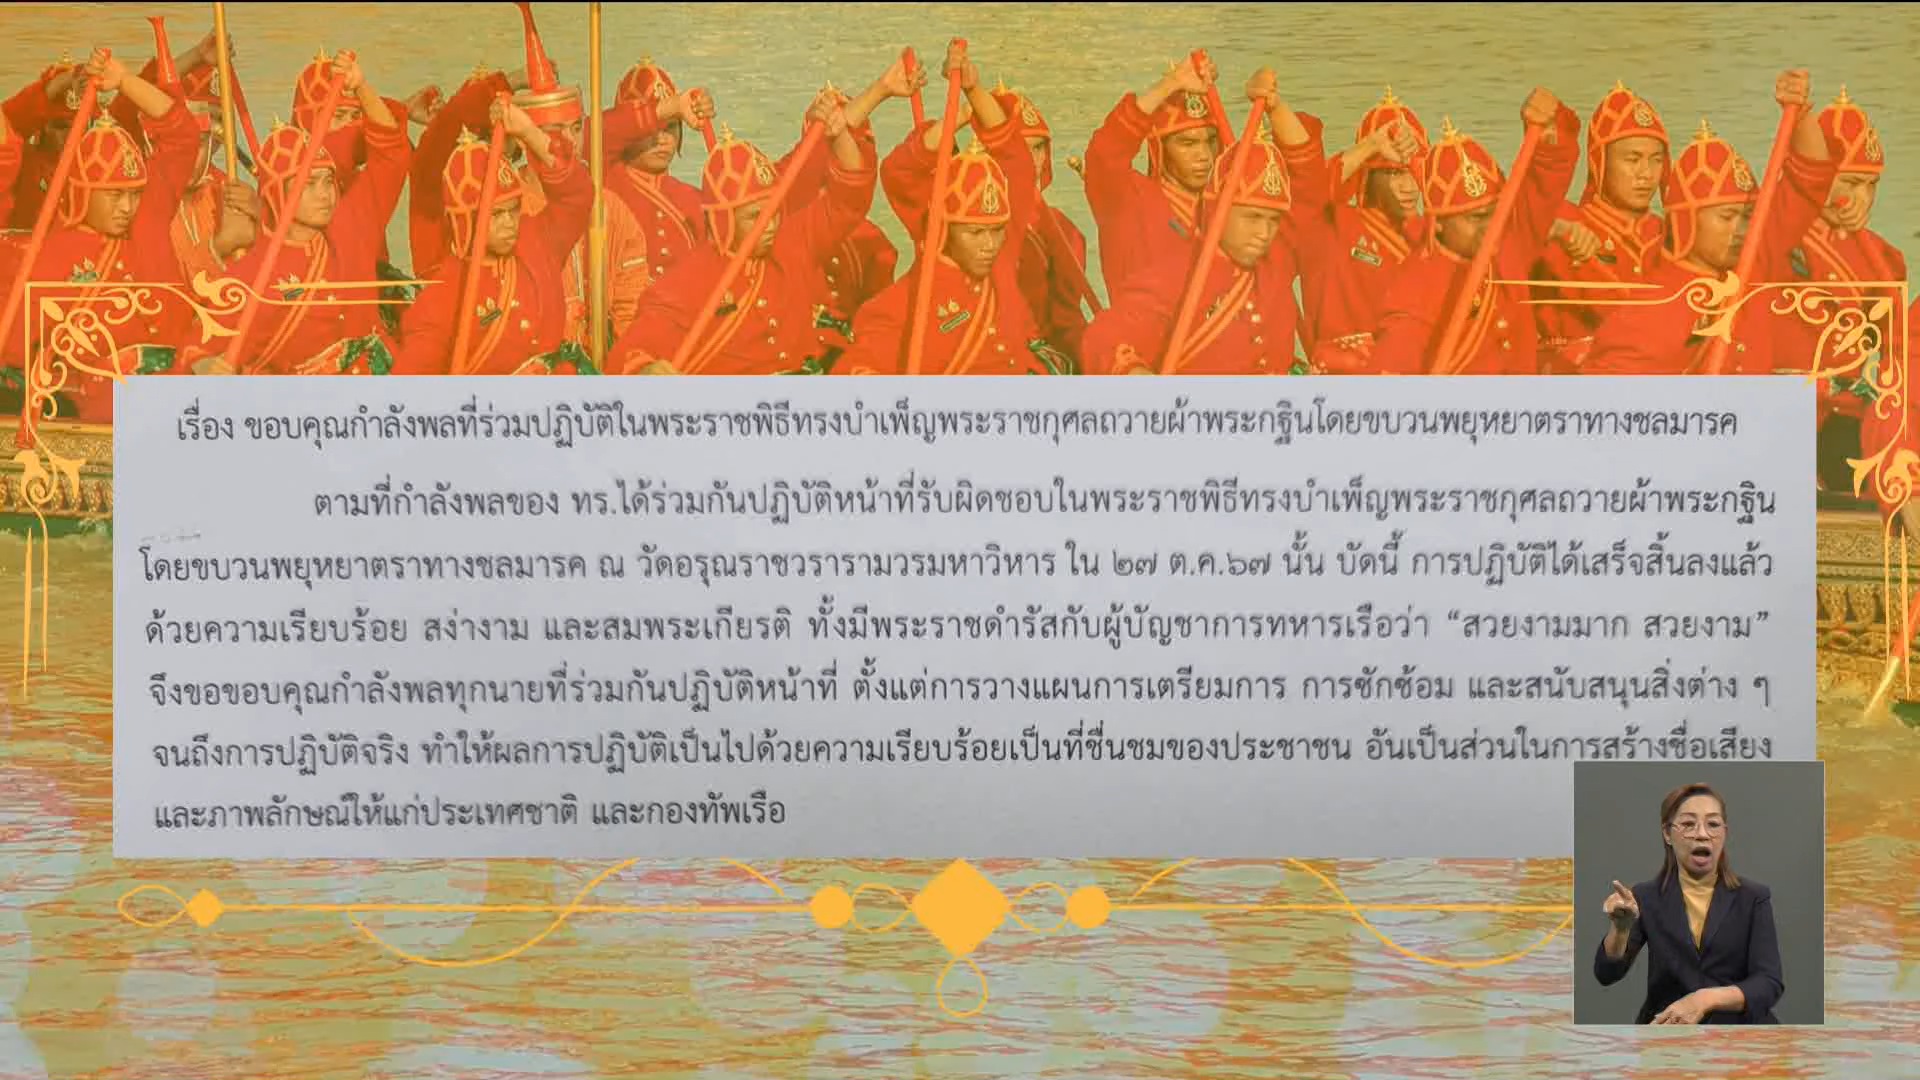 เรื่อง ขอบคุณกำลังพลที่ร่วมปฏิบัติในพระราชพิธีทรงบำเพ็ญพระราชกุศลถวายผ้าพระกฐินโดยขบวนพยุหยาตราทางชลมารค
ตามที่กำลังพลของ ทร.ได้ร่วมกันปฏิบัติหน้าที่รับผิดชอบในพระราชพิธีทรงบำเพ็ญพระราชกุศลถวายผ้าพระกฐิน
โดยขบวนพยุหยาตราทางชลมารค ณ วัดอรุณราชวรารามวรมหาวิหาร ใน ๒๗ ต.ค.๖๗ นั้น บัดนี้ การปฏิบัติได้เสร็จสิ้นลงแล้ว
ด้วยความเรียบร้อย สง่างาม และสมพระเกียรติ ทั้งมีพระราชดำรัสกับผู้บัญชาการทหารเรือว่า “สวยงามมาก สวยงาม”
จึงขอขอบคุณกำลังพลทุกนายที่ร่วมกันปฏิบัติหน้าที่ ตั้งแต่การวางแผนการเตรียมการ การซักซ้อม และสนับสนุนสิ่งต่าง ๆ
จนถึงการปฏิบัติจริง ทำให้ผลการปฏิบัติเป็นไปด้วยความเรียบร้อยเป็นที่ชื่นชมของประชาชน อันเป็นส่วนในการสร้างชื่อเสียง
และภาพลักษณ์ให้แก่ประเทศชาติ และกองทัพเรือ